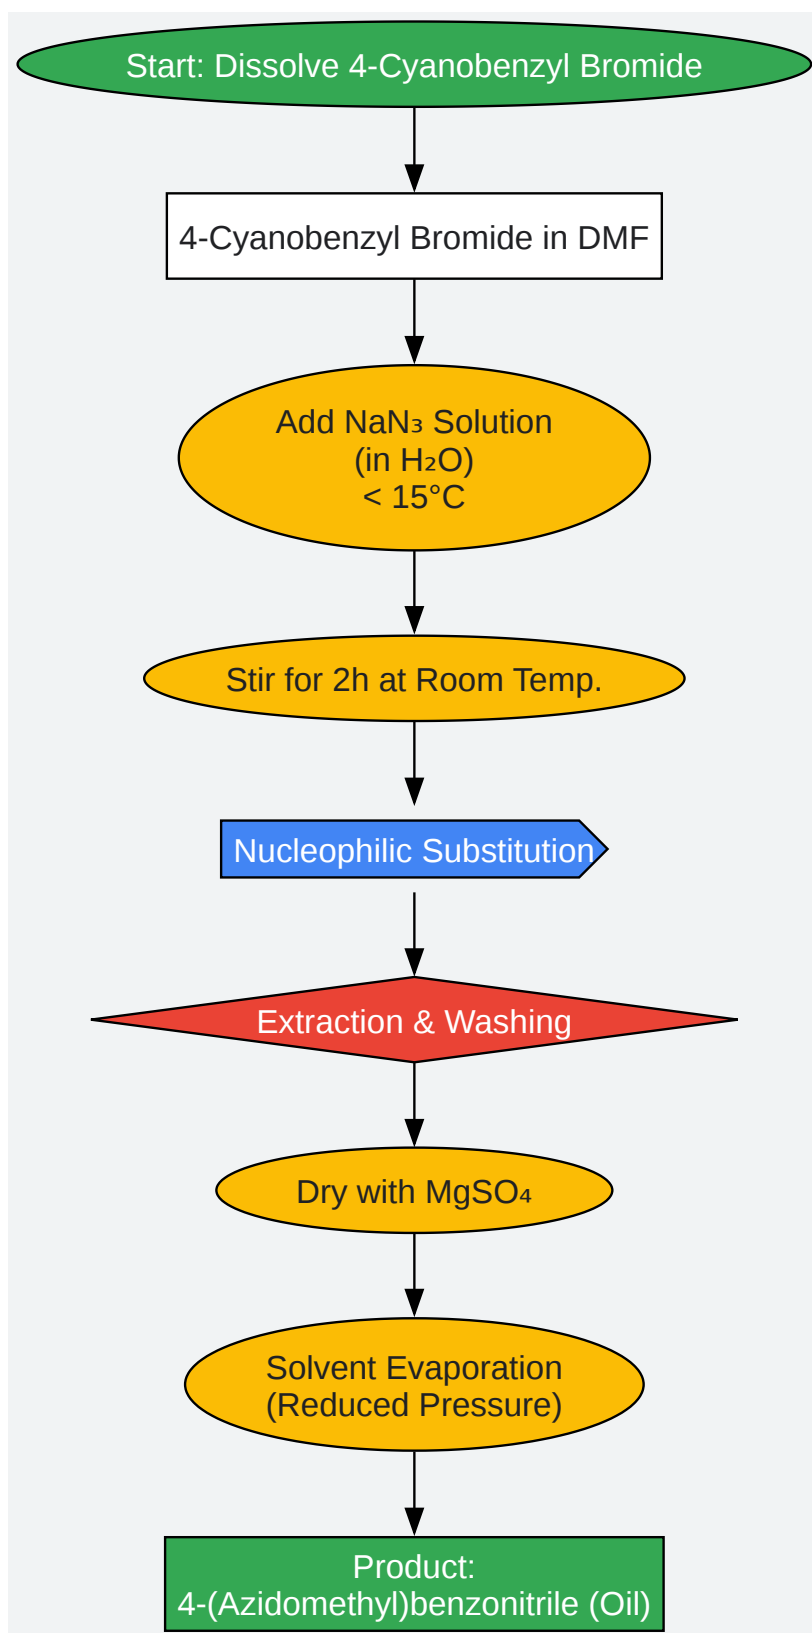 Start: Dissolve 4-Cyanobenzyl Bromide
4-Cyanobenzyl Bromide in DMF
Add NaN₃ Solution
(in H₂O)
< 15°C
Stir for 2h at Room Temp.
Nucleophilic Substitution
Extraction & Washing
Dry with MgSO₄
Solvent Evaporation
(Reduced Pressure)
Product:
4-(Azidomethyl)benzonitrile (Oil)